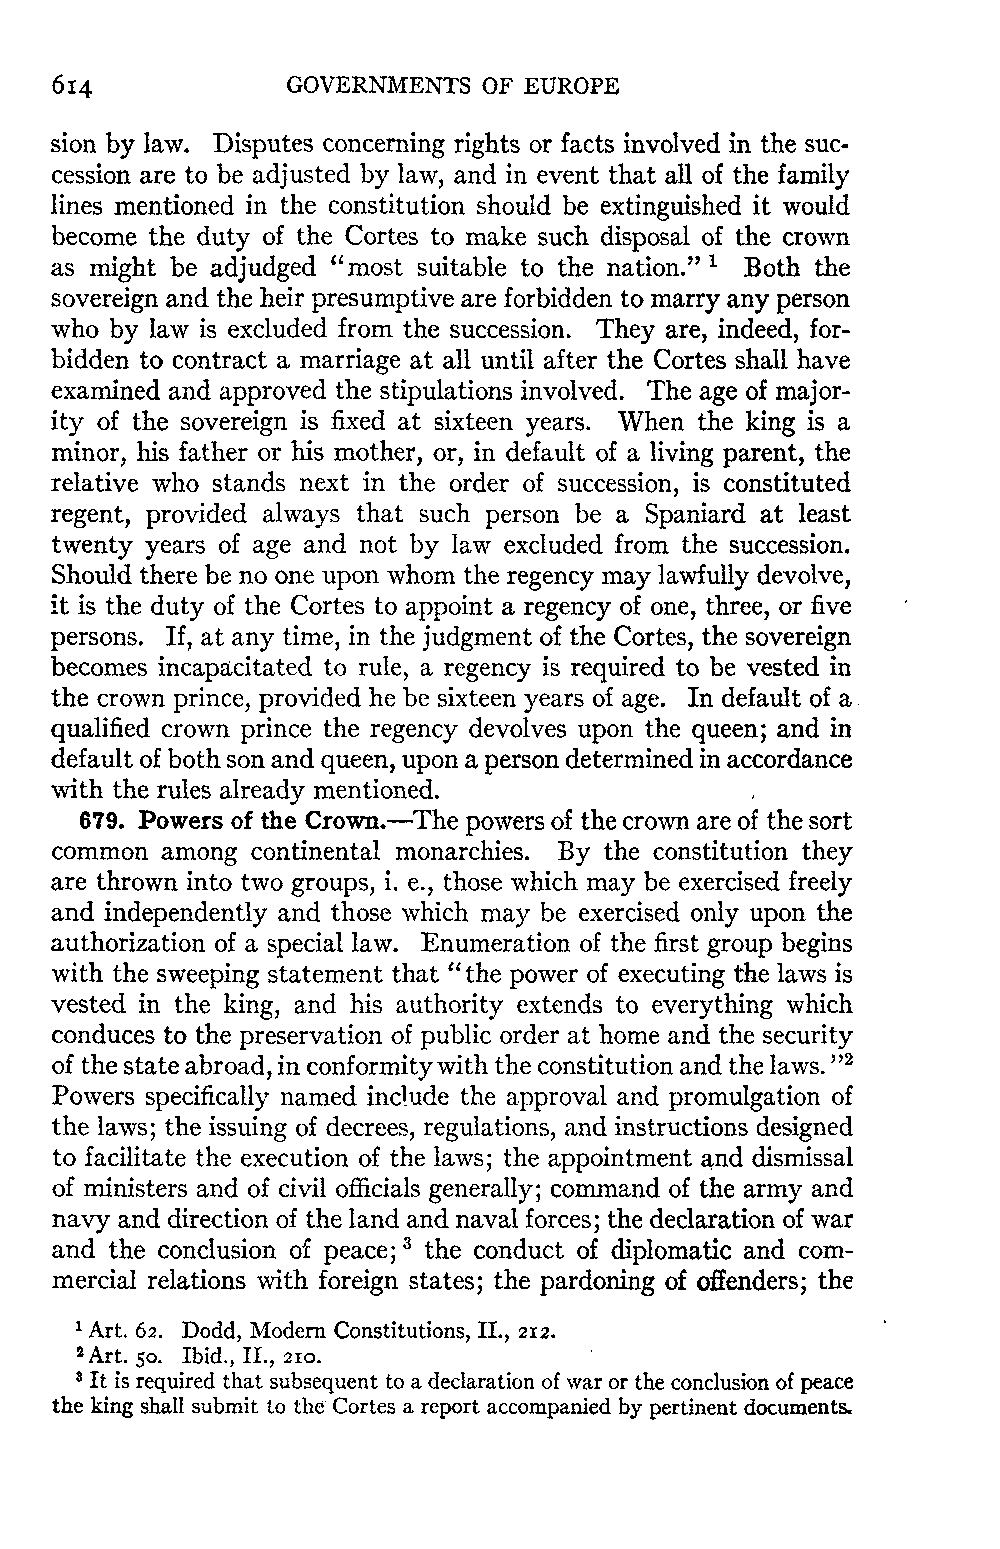 614 GOVERNMENTS OF EUROPE
sion by law. Disputes concerning rights or facts involved in the suc-
cession are to be adjusted by law, and in event that all of the family
lines mentioned in the constitution should be extinguished it would
become the duty of the Cortes to make such disposal of the crown
as might be adjudged “most suitable to the nation.” ¹ Both the
sovereign and the heir presumptive are forbidden to marry any person
who by law is excluded from the succession. They are, indeed, for-
bidden to contract a marriage at all until after the Cortes shall have
examined and approved the stipulations involved. The age of major-
ity of the sovereign is fixed at sixteen years. When the king is a
minor, his father or his mother, or, in default of a living parent, the
relative who stands next in the order of succession, is constituted
regent, provided always that such person be a Spaniard at least
twenty years of age and not by law excluded from the succession.
Should there be no one upon whom the regency may lawfully devolve,
it is the duty of the Cortes to appoint a regency of one, three, or five
persons. If, at any time, in the judgment of the Cortes, the sovereign
becomes incapacitated to rule, a regency is required to be vested in
the crown prince, provided he be sixteen years of age. In default of a
qualified crown prince the regency devolves upon the queen; and in
default of both son and queen, upon a person determined in accordance
with the rules already mentioned.
679. Powers of the Crown.—The powers of the crown are of the sort
common among continental monarchies. By the constitution they
are thrown into two groups, i. e., those which may be exercised freely
and independently and those which may be exercised only upon the
authorization of a special law. Enumeration of the first group begins
with the sweeping statement that “the power of executing the laws is
vested in the king, and his authority extends to everything which
conduces to the preservation of public order at home and the security
of the state abroad, in conformity with the constitution and the laws.”²
Powers specifically named include the approval and promulgation of
the laws; the issuing of decrees, regulations, and instructions designed
to facilitate the execution of the laws; the appointment and dismissal
of ministers and of civil officials generally; command of the army and
navy and direction of the land and naval forces; the declaration of war
and the conclusion of peace; ³ the conduct of diplomatic and com-
mercial relations with foreign states; the pardoning of offenders; the
¹ Art. 62. Dodd, Modern Constitutions, II., 212.
² Art. 50. Ibid., II., 210.
³ It is required that subsequent to a declaration of war or the conclusion of peace
the king shall submit to the Cortes a report accompanied by pertinent documents.